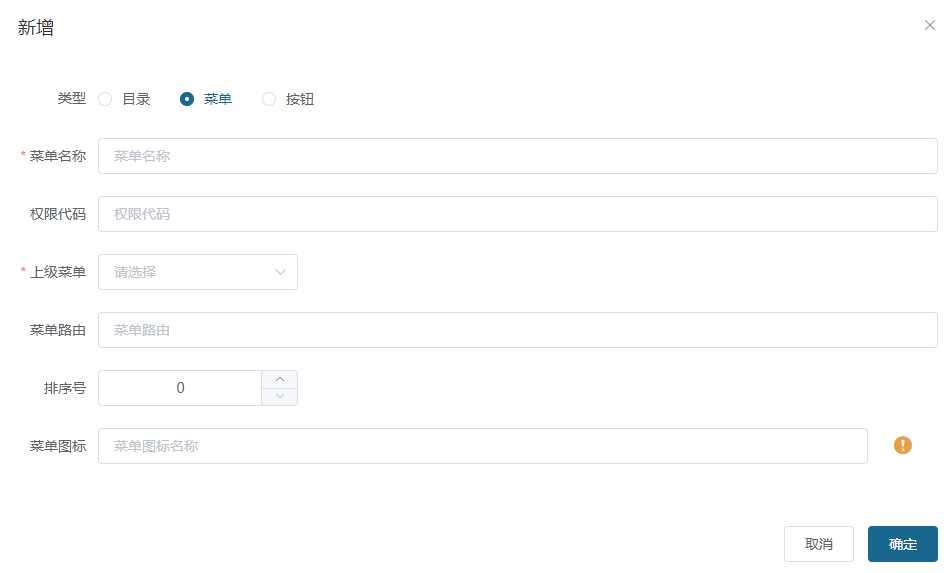 新增
类型 目录 菜单 按钮
* 菜单名称 菜单名称
权限代码 权限代码
* 上级菜单 请选择
菜单路由 菜单路由
排序号 0
菜单图标 菜单图标名称
取消 确定